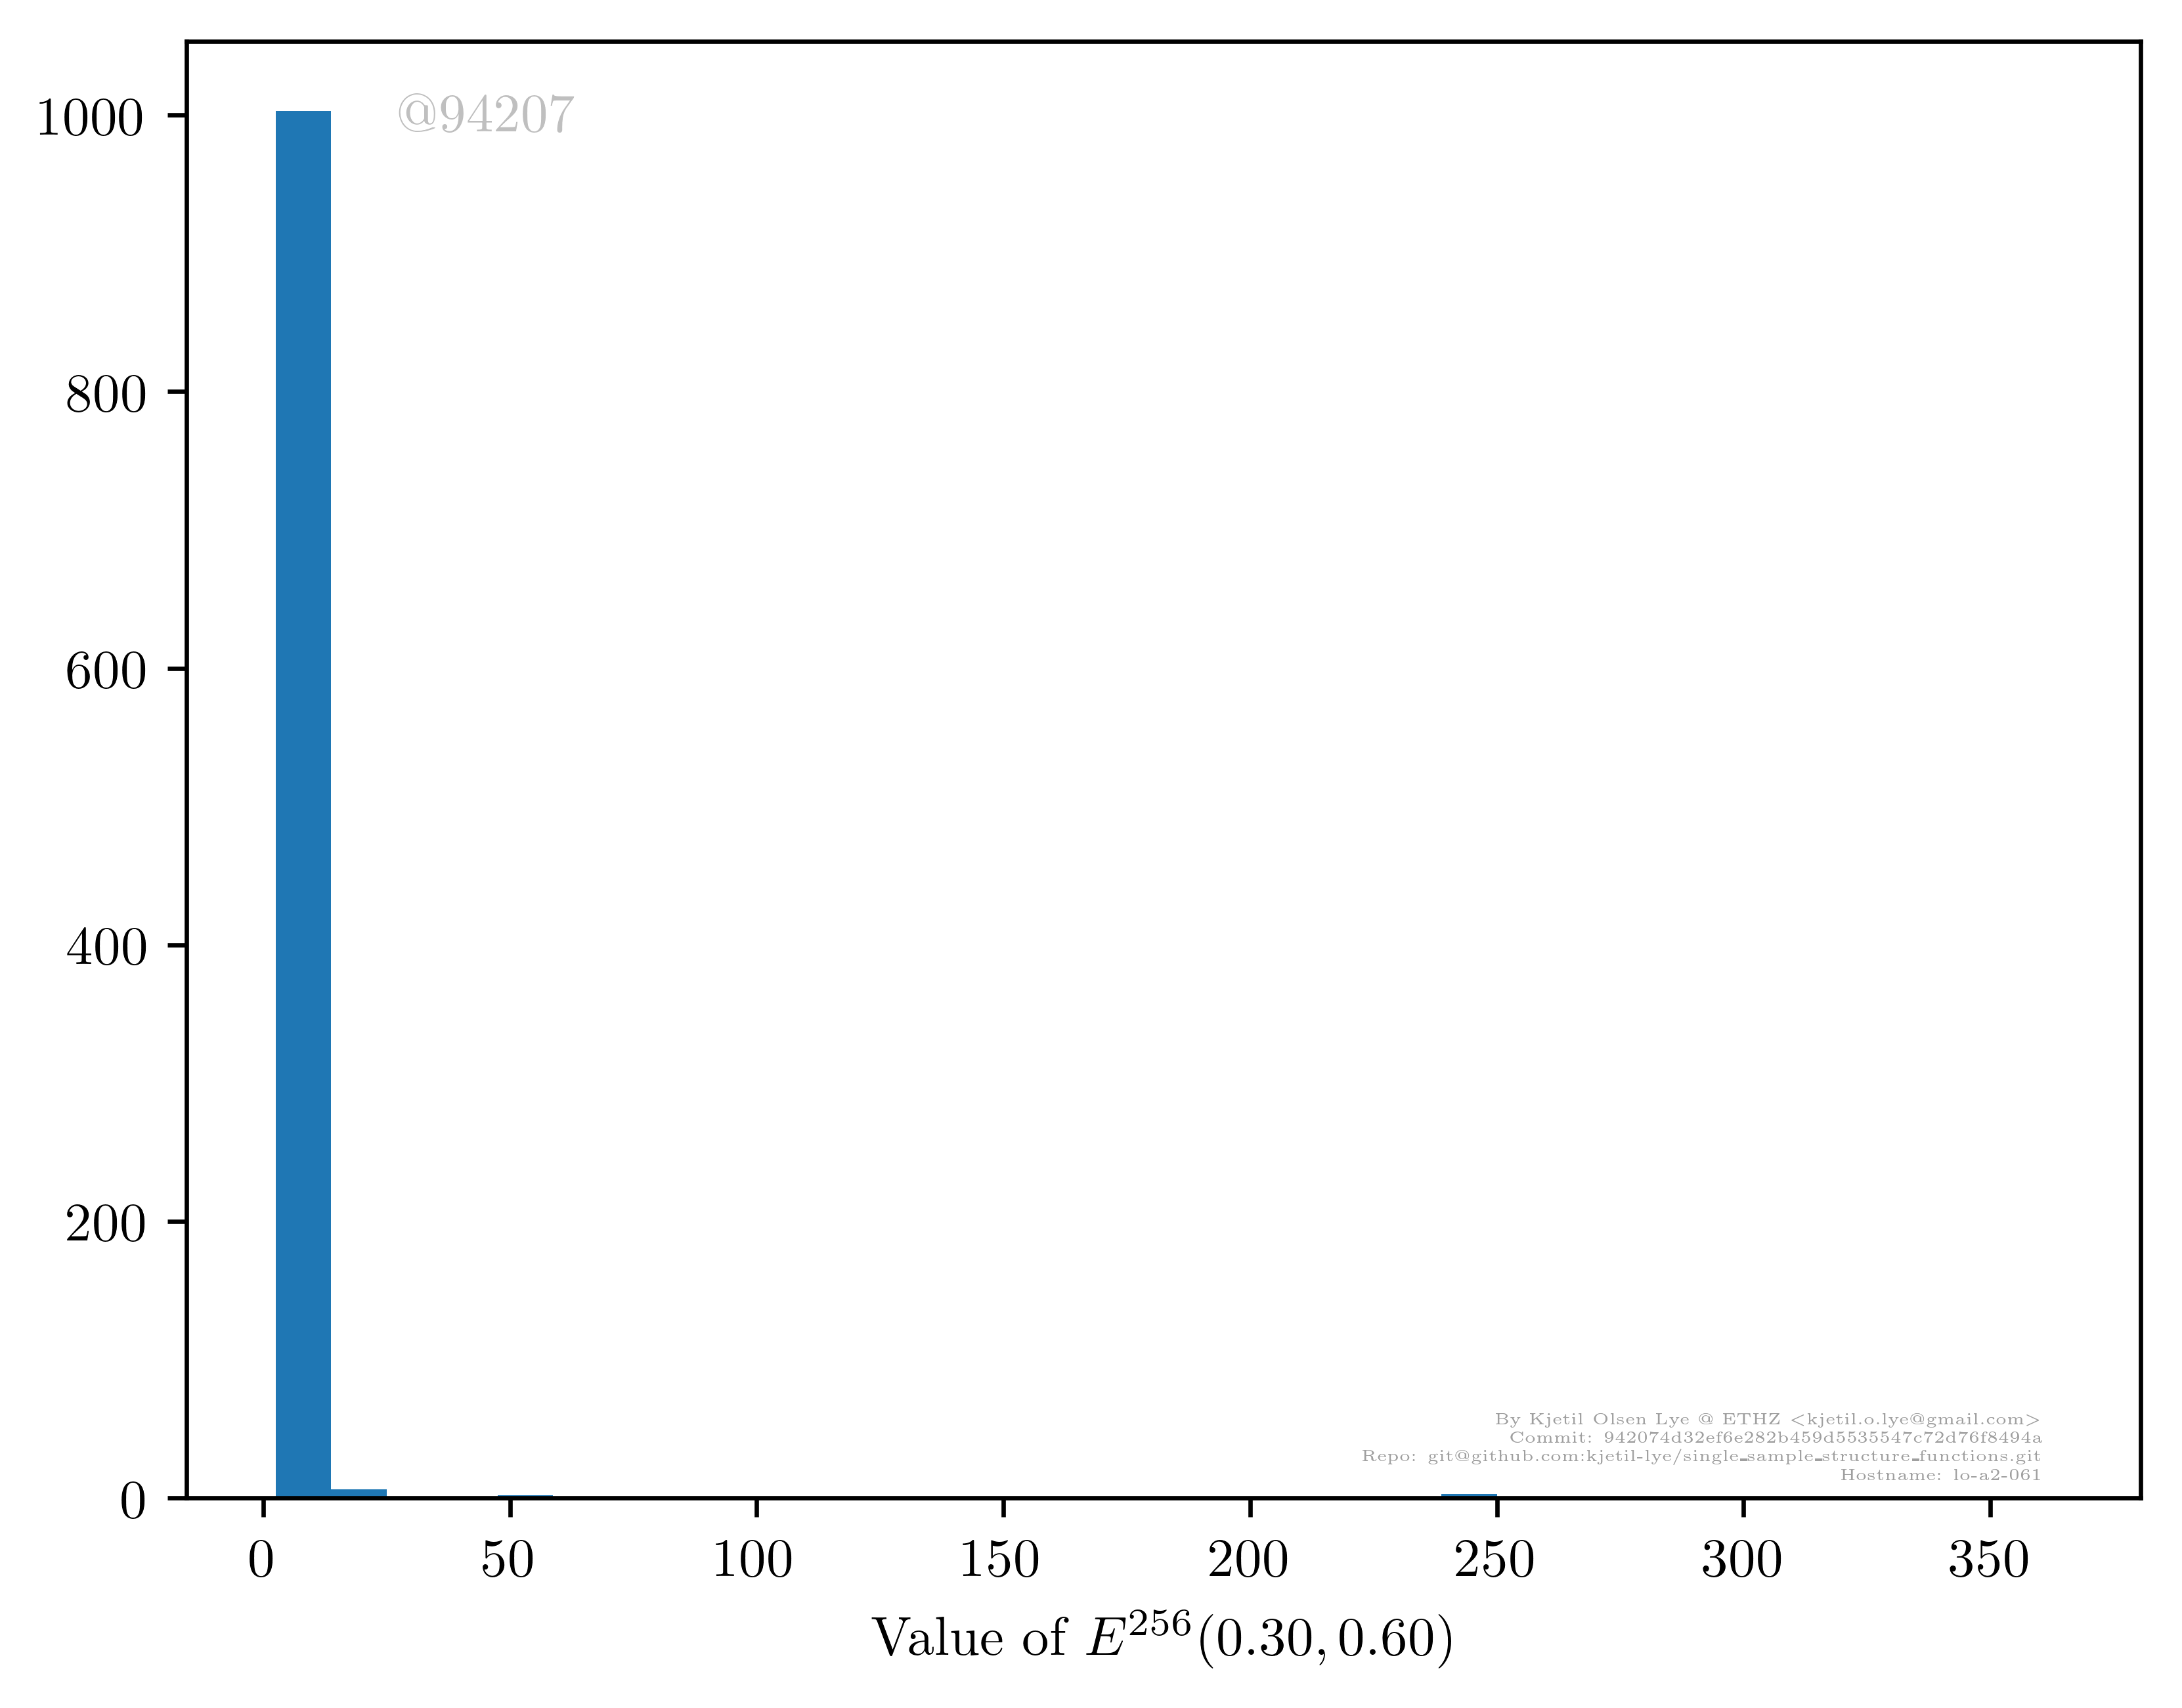 @94207
1000
800
600
400
200
0
By Kjetil Olsen Lye @ ETHZ <kjetil.o.lye@gmail.com>
Commit: 942074d32ef6e282b459d5535547c72d76f8494a
Repo: git@github.com:kjetil-lye/single_sample_structure_functions.git
Hostname: lo-a2-061
0 50 100 150 200 250 300 350
Value of E^256(0.30, 0.60)